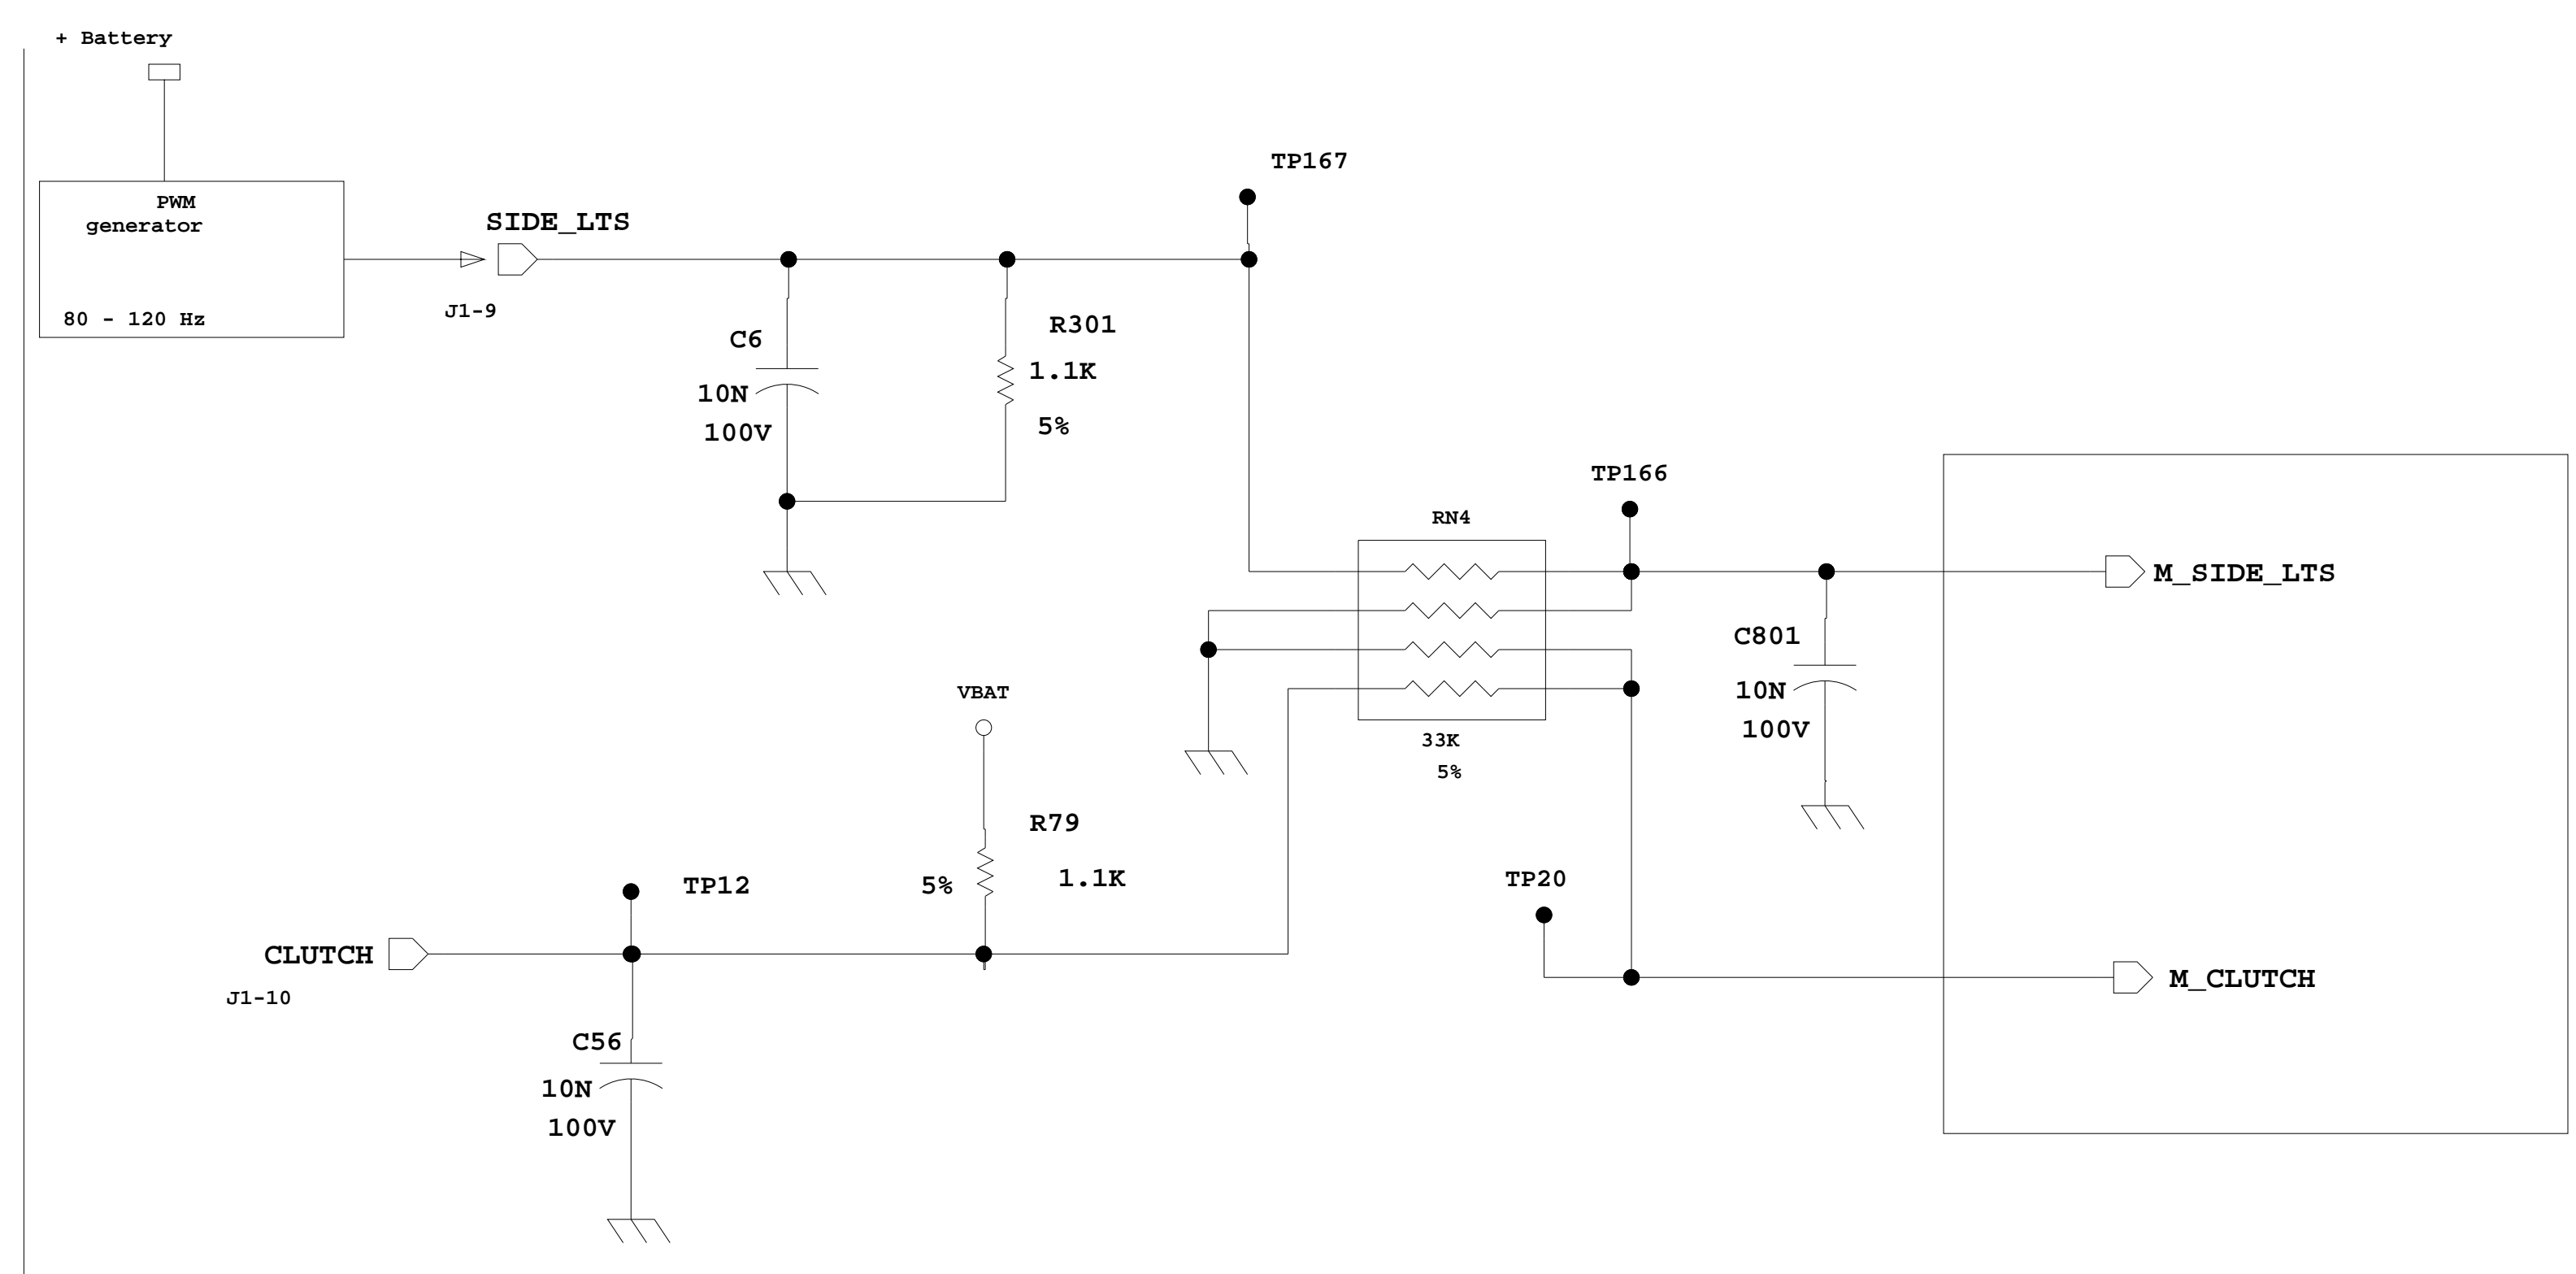 + Battery
PWM
generator
80 - 120 Hz
SIDE_LTS
J1-9
TP167
C6
10N
100V
R301
1.1K
5%
TP166
RN4
M_SIDE_LTS
C801
10N
100V
VBAT
33K
5%
R79
5%
1.1K
TP12
TP20
CLUTCH
J1-10
M_CLUTCH
C56
10N
100V